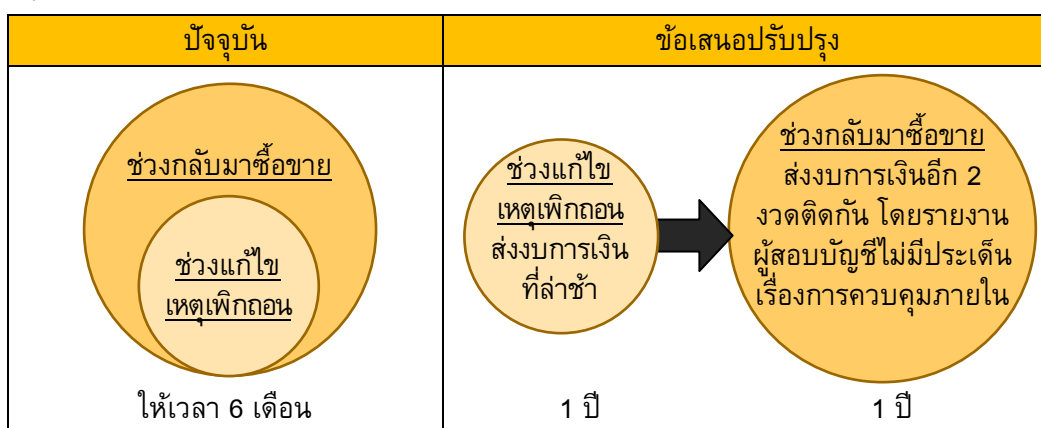 ปัจจุบัน
ข้อเสนอปรับปรุง
ช่วงกลับมาซื้อขาย
ช่วงแก้ไข
เหตุเพิกถอน
ให้เวลา 6 เดือน
ช่วงแก้ไข
เหตุเพิกถอน
ส่งงบการเงิน
ที่ล่าช้า
1 ปี
ช่วงกลับมาซื้อขาย
ส่งงบการเงินอีก 2
งวดติดกัน โดยรายงาน
ผู้สอบบัญชีไม่มีประเด็น
เรื่องการควบคุมภายใน
1 ปี